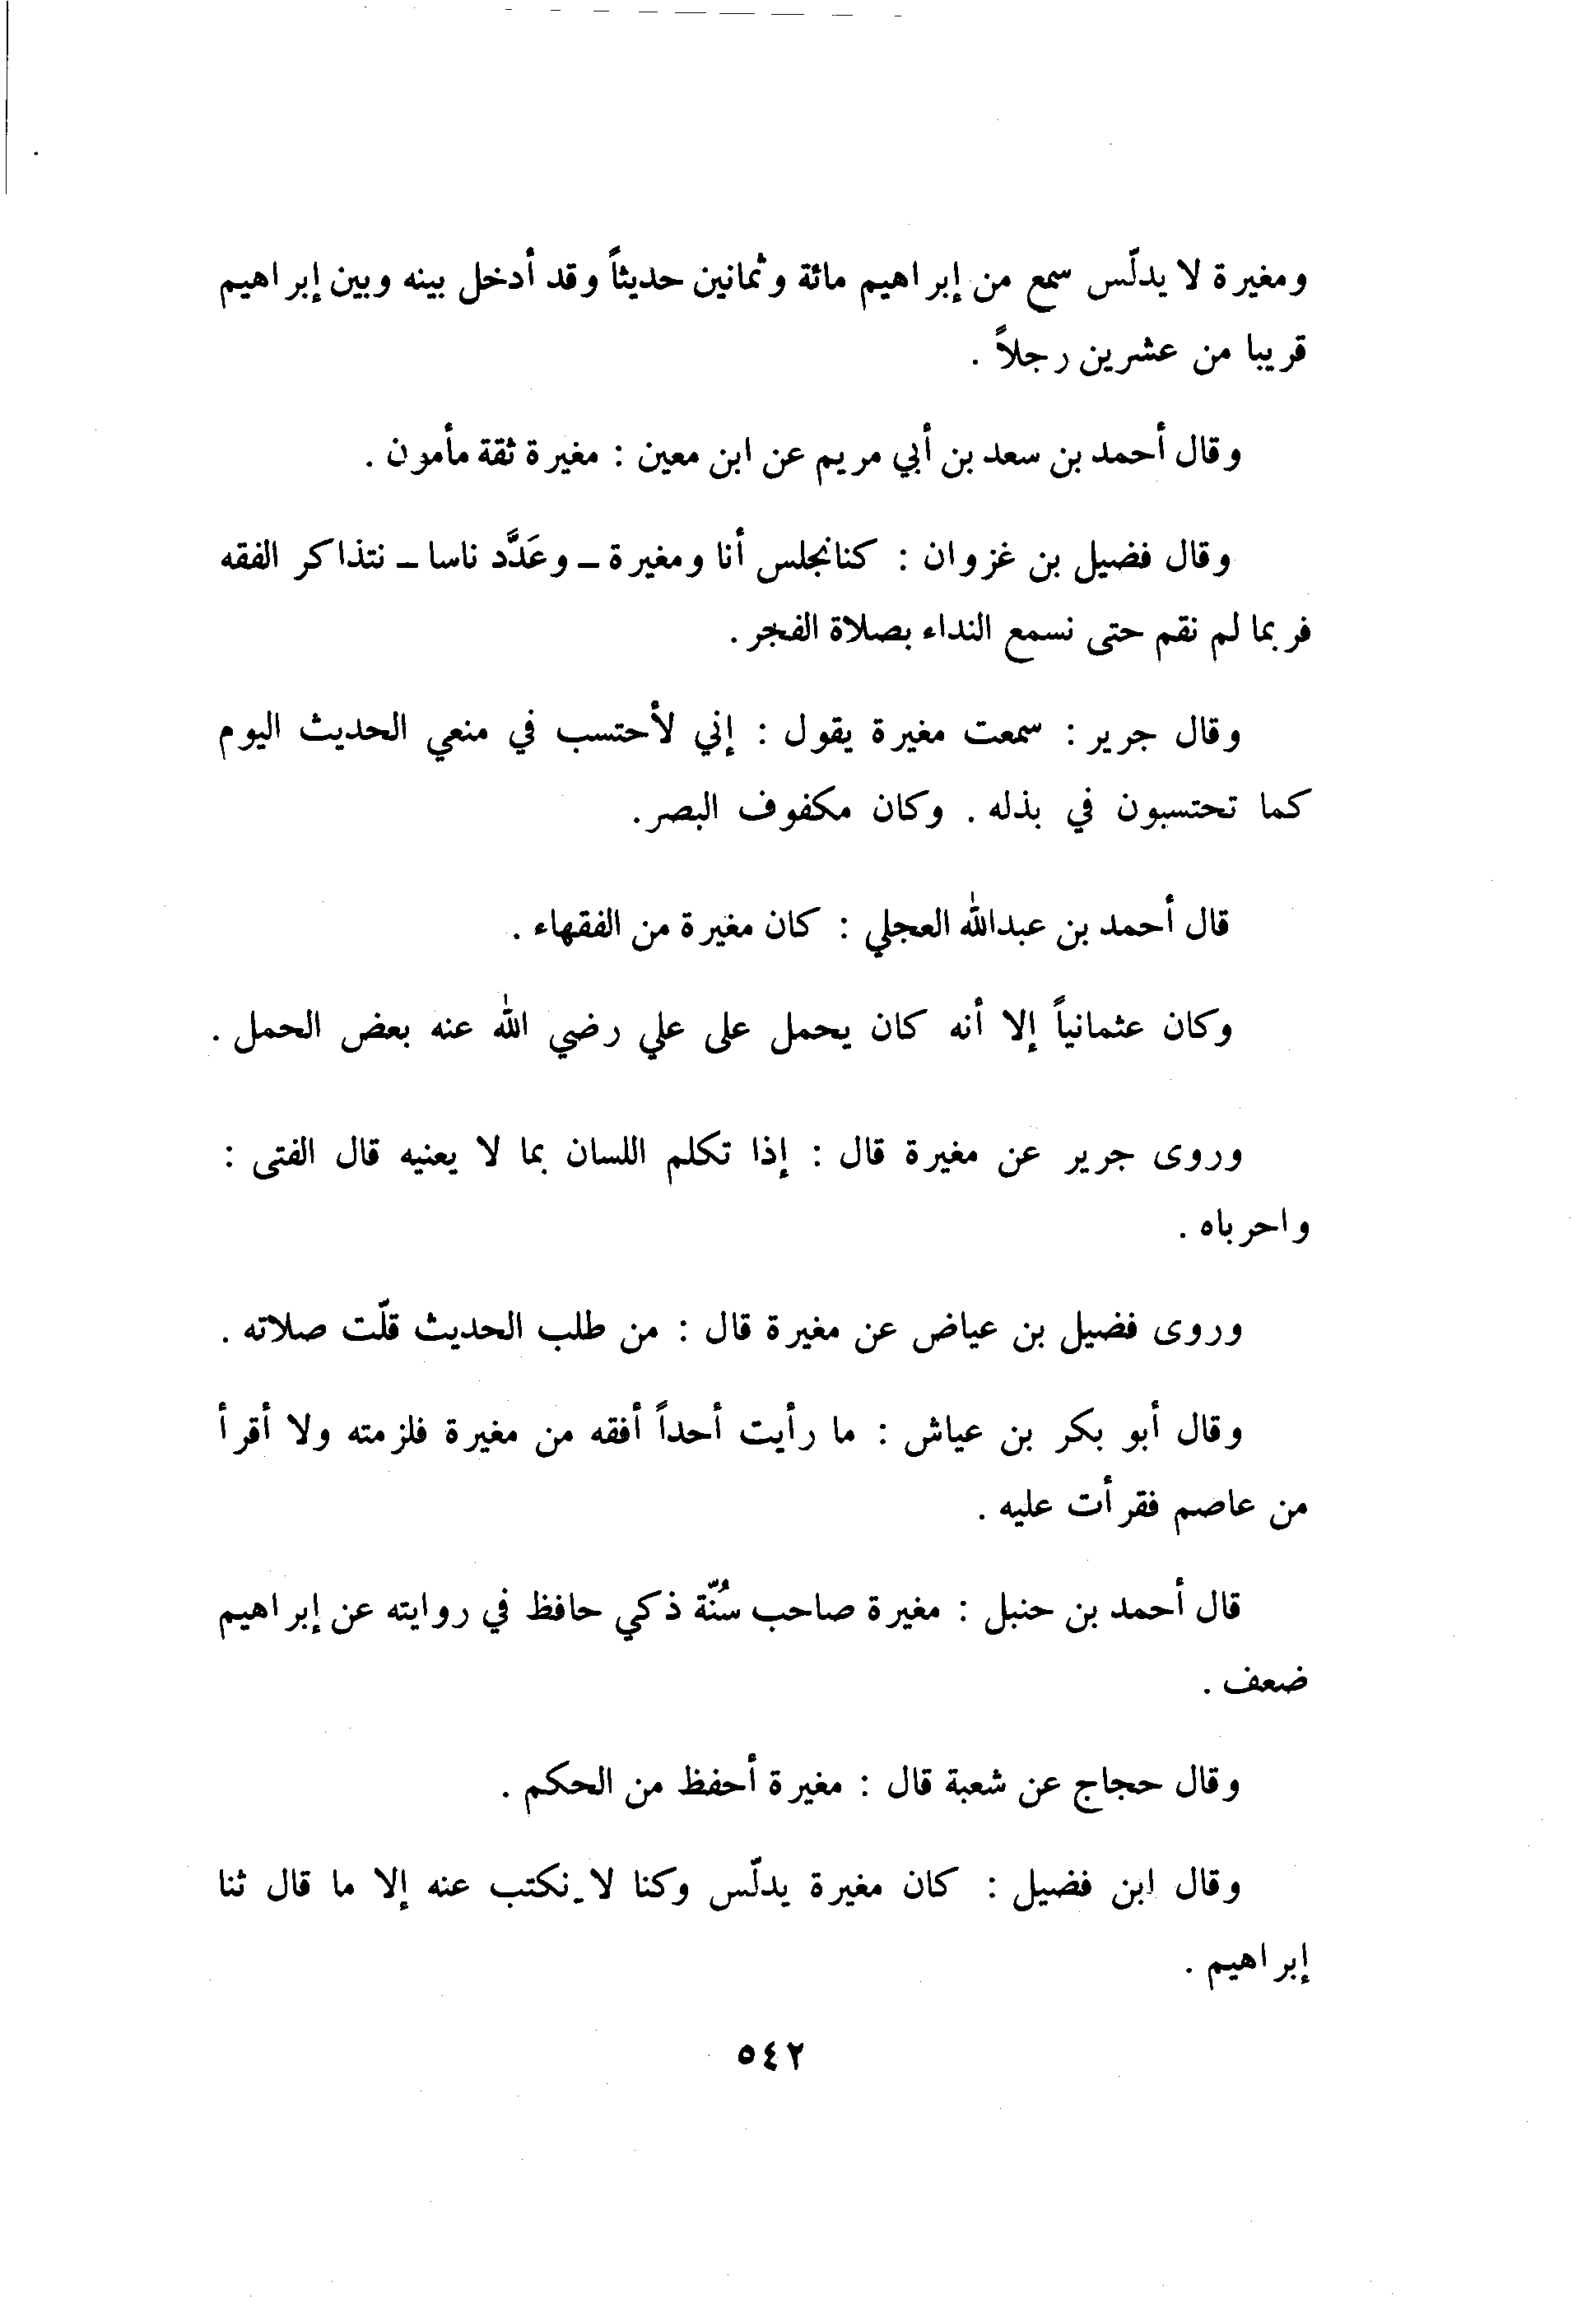 ومغيرة لا يدلّس سمع من إبراهيم مائة وثمانين حديثاً وقد أدخل بينه وبين إبراهيم
قريبا من عشرين رجلاً .
وقال أحمد بن سعد بن أبي مريم عن ابن معين : مغيرة ثقة مأمون .
وقال فضيل بن غزوان : كنانجلس أنا ومغيرة ــ وعَدَّد ناسا ــ نتذاكر الفقه
فربما لم نقم حتى نسمع النداء بصلاة الفجر .
وقال جرير : سمعت مغيرة يقول : إني لأحتسب في منعي الحديث اليوم
كما تحتسبون في بذله . وكان مكفوف البصر .
قال أحمد بن عبدالله العجلي : كان مغيرة من الفقهاء .
وكان عثمانياً إلا أنه كان يحمل على علي رضي الله عنه بعض الحمل .
وروى جرير عن مغيرة قال : إذا تكلم اللسان بما لا يعنيه قال الفتى :
واحرباه .
وروى فضيل بن عياض عن مغيرة قال : من طلب الحديث قلّت صلاته .
وقال أبو بكر بن عياش : ما رأيت أحداً أفقه من مغيرة فلزمته ولا أقرأ
من عاصم فقرأت عليه .
قال أحمد بن حنبل : مغيرة صاحب سُنّة ذكي حافظ في روايته عن إبراهيم
ضعف .
وقال حجاج عن شعبة قال : مغيرة أحفظ من الحكم .
وقال ابن فضيل : كان مغيرة يدلّس وكنا لا نكتب عنه إلا ما قال ثنا
إبراهيم .
٥٤٢